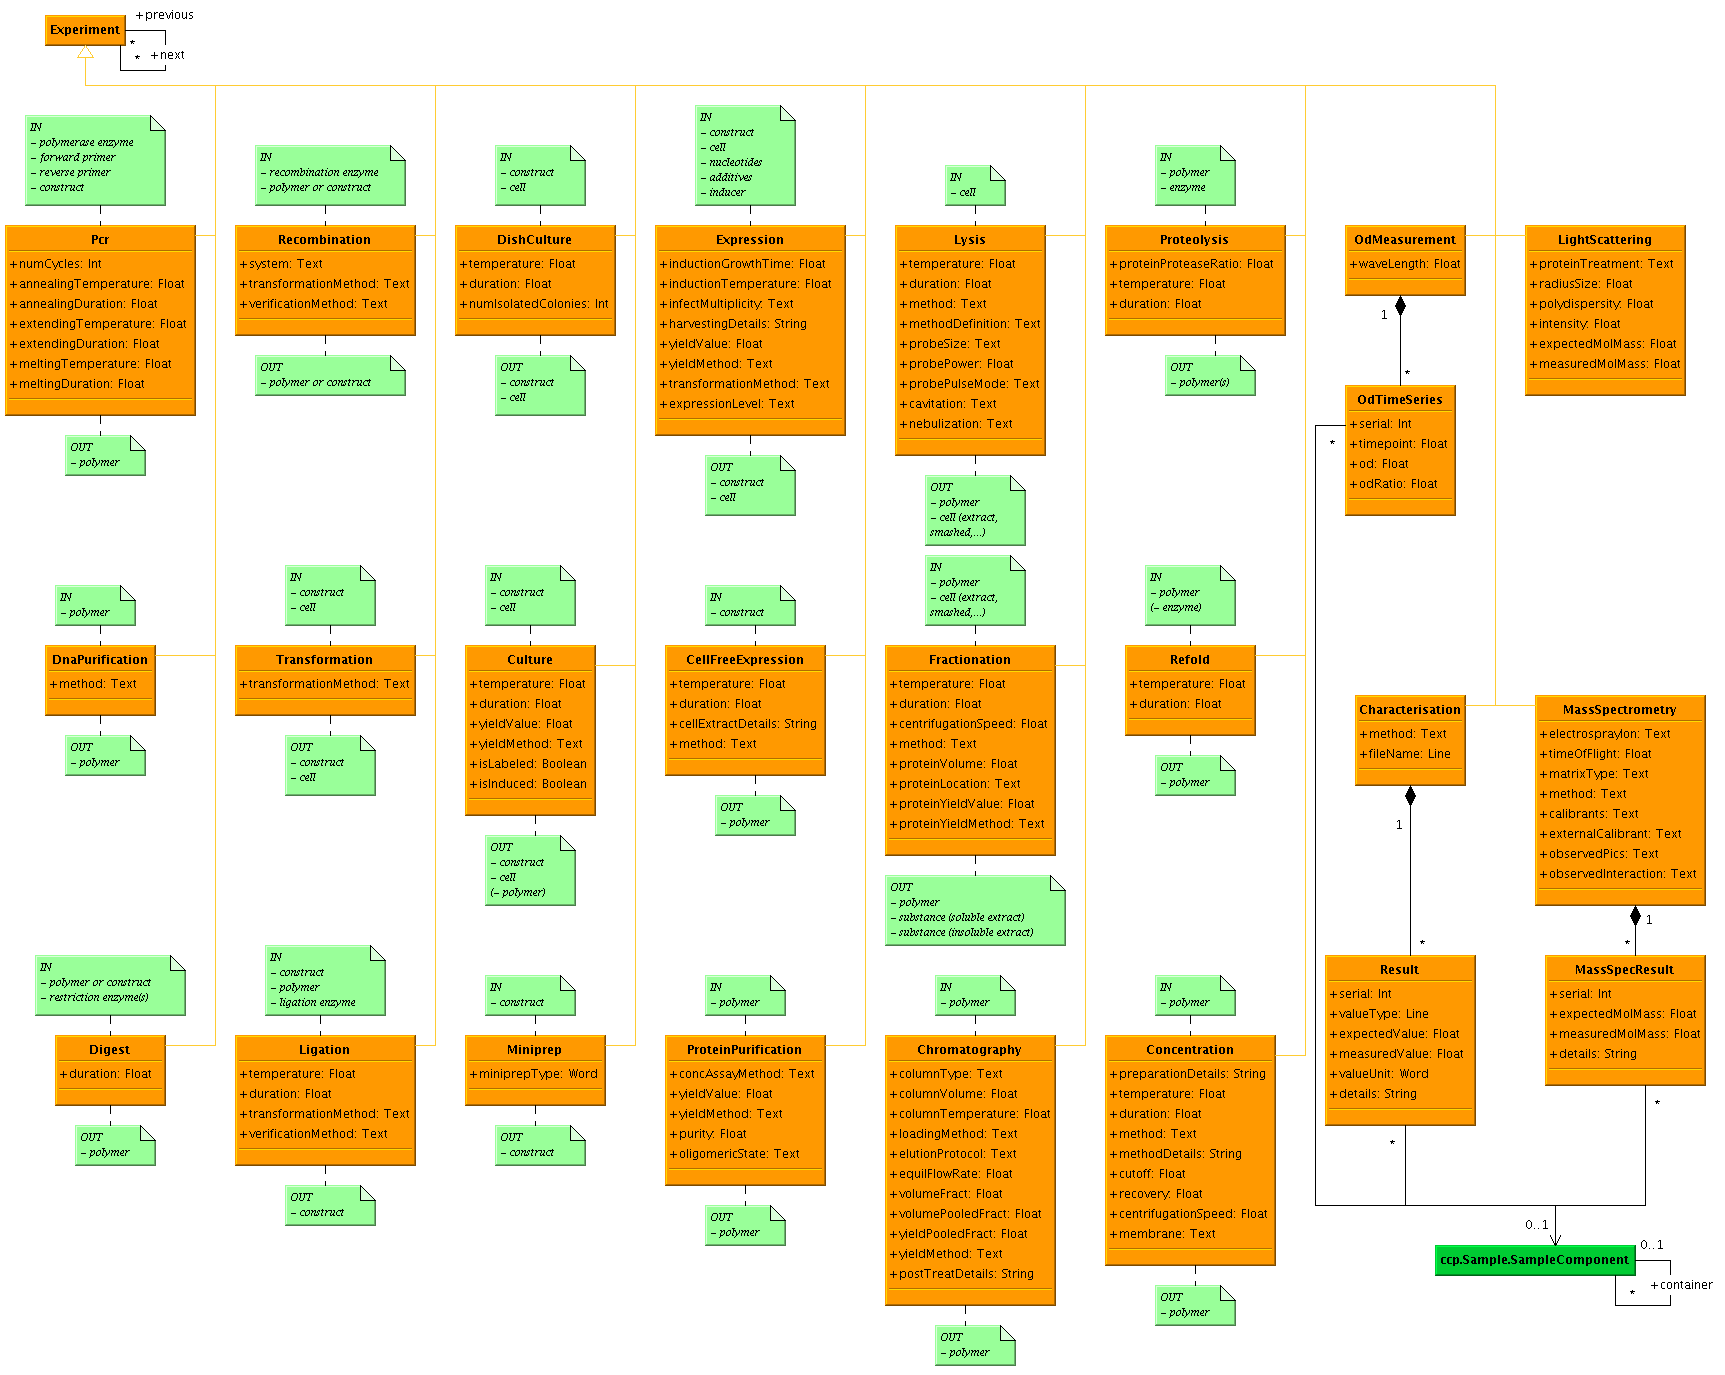 Experiment
+previous
*
* +next
IN
– polymerase enzyme
– forward primer
– reverse primer
– construct
Pcr
+numCycles: Int
+annealingTemperature: Float
+annealingDuration: Float
+extendingTemperature: Float
+extendingDuration: Float
+meltingTemperature: Float
+meltingDuration: Float
OUT
– polymer
IN
– recombination enzyme
– polymer or construct
Recombination
+system: Text
+transformationMethod: Text
+verificationMethod: Text
OUT
– polymer or construct
IN
– construct
– cell
DishCulture
+temperature: Float
+duration: Float
+numIsolatedColonies: Int
OUT
– construct
– cell
IN
– construct
– cell
– nucleotides
– additives
– inducer
Expression
+inductionGrowthTime: Float
+inductionTemperature: Float
+infectMultiplicity: Text
+harvestingDetails: String
+yieldValue: Float
+yieldMethod: Text
+transformationMethod: Text
+expressionLevel: Text
OUT
– construct
– cell
IN
– cell
Lysis
+temperature: Float
+duration: Float
+method: Text
+methodDefinition: Text
+probeSize: Text
+probePower: Float
+probePulseMode: Text
+cavitation: Text
+nebulization: Text
OUT
– polymer
– cell (extract,
smashed,...)
IN
– polymer
– enzyme
Proteolysis
+proteinProteaseRatio: Float
+temperature: Float
+duration: Float
OUT
– polymer(s)
OdMeasurement
+waveLength: Float
1
*
OdTimeSeries
+serial: Int
+timepoint: Float
+od: Float
+odRatio: Float
*
LightScattering
+proteinTreatment: Text
+radiusSize: Float
+polydispersity: Float
+intensity: Float
+expectedMolMass: Float
+measuredMolMass: Float
IN
– polymer
DnaPurification
+method: Text
OUT
– polymer
IN
– construct
– cell
Transformation
+transformationMethod: Text
OUT
– construct
– cell
IN
– construct
– cell
Culture
+temperature: Float
+duration: Float
+yieldValue: Float
+yieldMethod: Text
+isLabeled: Boolean
+isInduced: Boolean
OUT
– construct
– cell
(– polymer)
IN
– construct
CellFreeExpression
+temperature: Float
+duration: Float
+cellExtractDetails: String
+method: Text
OUT
– polymer
IN
– polymer
– cell (extract,
smashed,...)
Fractionation
+temperature: Float
+duration: Float
+centrifugationSpeed: Float
+method: Text
+proteinVolume: Float
+proteinLocation: Text
+proteinYieldValue: Float
+proteinYieldMethod: Text
OUT
– polymer
– substance (soluble extract)
– substance (insoluble extract)
IN
– polymer
(– enzyme)
Refold
+temperature: Float
+duration: Float
OUT
– polymer
Characterisation
+method: Text
+fileName: Line
1
*
MassSpectrometry
+electrosprayIon: Text
+timeOfFlight: Float
+matrixType: Text
+method: Text
+calibrants: Text
+externalCalibrant: Text
+observedPics: Text
+observedInteraction: Text
1
*
IN
– polymer or construct
– restriction enzyme(s)
Digest
+duration: Float
OUT
– polymer
IN
– construct
– polymer
– ligation enzyme
Ligation
+temperature: Float
+duration: Float
+transformationMethod: Text
+verificationMethod: Text
OUT
– construct
IN
– construct
Miniprep
+miniprepType: Word
OUT
– construct
IN
– polymer
ProteinPurification
+concAssayMethod: Text
+yieldValue: Float
+yieldMethod: Text
+purity: Float
+oligomericState: Text
OUT
– polymer
IN
– polymer
Chromatography
+columnType: Text
+columnVolume: Float
+columnTemperature: Float
+loadingMethod: Text
+elutionProtocol: Text
+equilFlowRate: Float
+volumeFract: Float
+volumePooledFract: Float
+yieldPooledFract: Float
+yieldMethod: Text
+postTreatDetails: String
OUT
– polymer
IN
– polymer
Concentration
+preparationDetails: String
+temperature: Float
+duration: Float
+method: Text
+methodDetails: String
+cutoff: Float
+recovery: Float
+centrifugationSpeed: Float
+membrane: Text
OUT
– polymer
Result
+serial: Int
+valueType: Line
+expectedValue: Float
+measuredValue: Float
+valueUnit: Word
+details: String
*
MassSpecResult
+serial: Int
+expectedMolMass: Float
+measuredMolMass: Float
+details: String
*
0..1
ccp.Sample.SampleComponent
0..1
+container
*